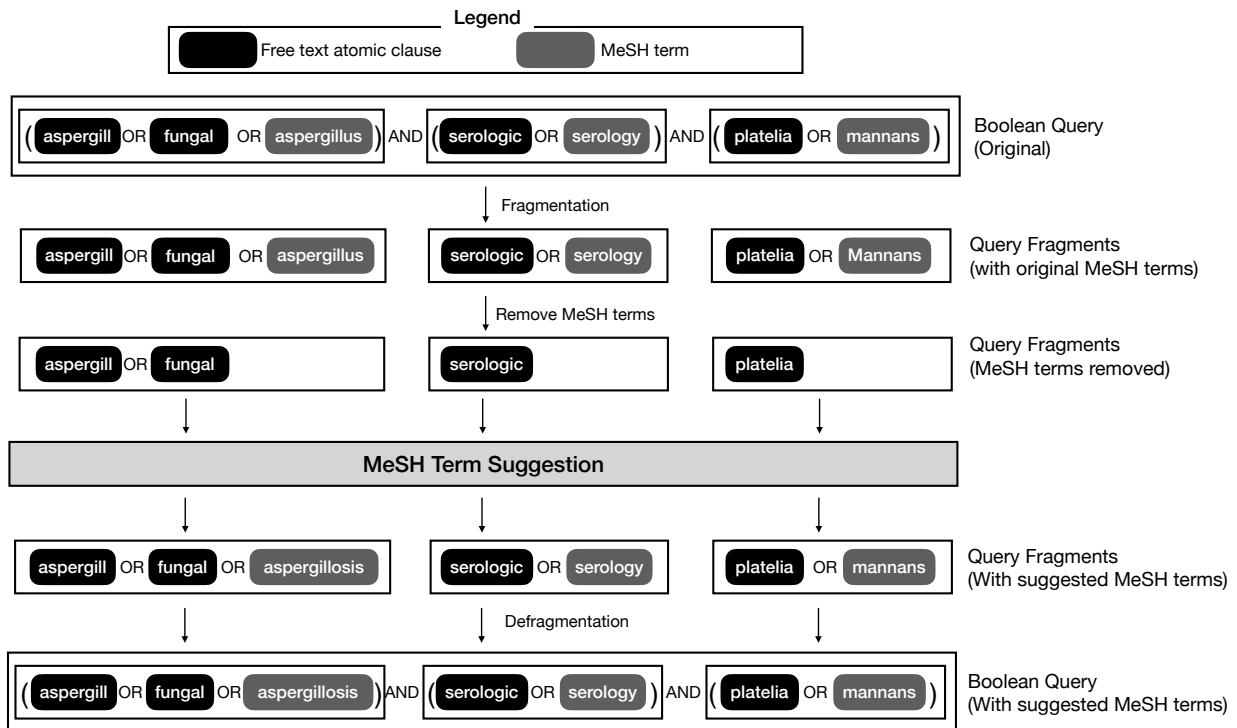 Legend
Free text atomic clause MeSH term
(aspergill OR fungal OR aspergillus) AND (serologic OR serology) AND (platelia OR mannans)
Boolean Query
(Original)
Fragmentation
aspergill OR fungal OR aspergillus serologic OR serology platelia OR Mannans
Query Fragments
(with original MeSH terms)
Remove MeSH terms
aspergill OR fungal serologic platelia
Query Fragments
(MeSH terms removed)
MeSH Term Suggestion
aspergill OR fungal OR aspergillosis serologic OR serology platelia OR mannans
Query Fragments
(With suggested MeSH terms)
Defragmentation
(aspergill OR fungal OR aspergillosis) AND (serologic OR serology) AND (platelia OR mannans)
Boolean Query
(With suggested MeSH terms)